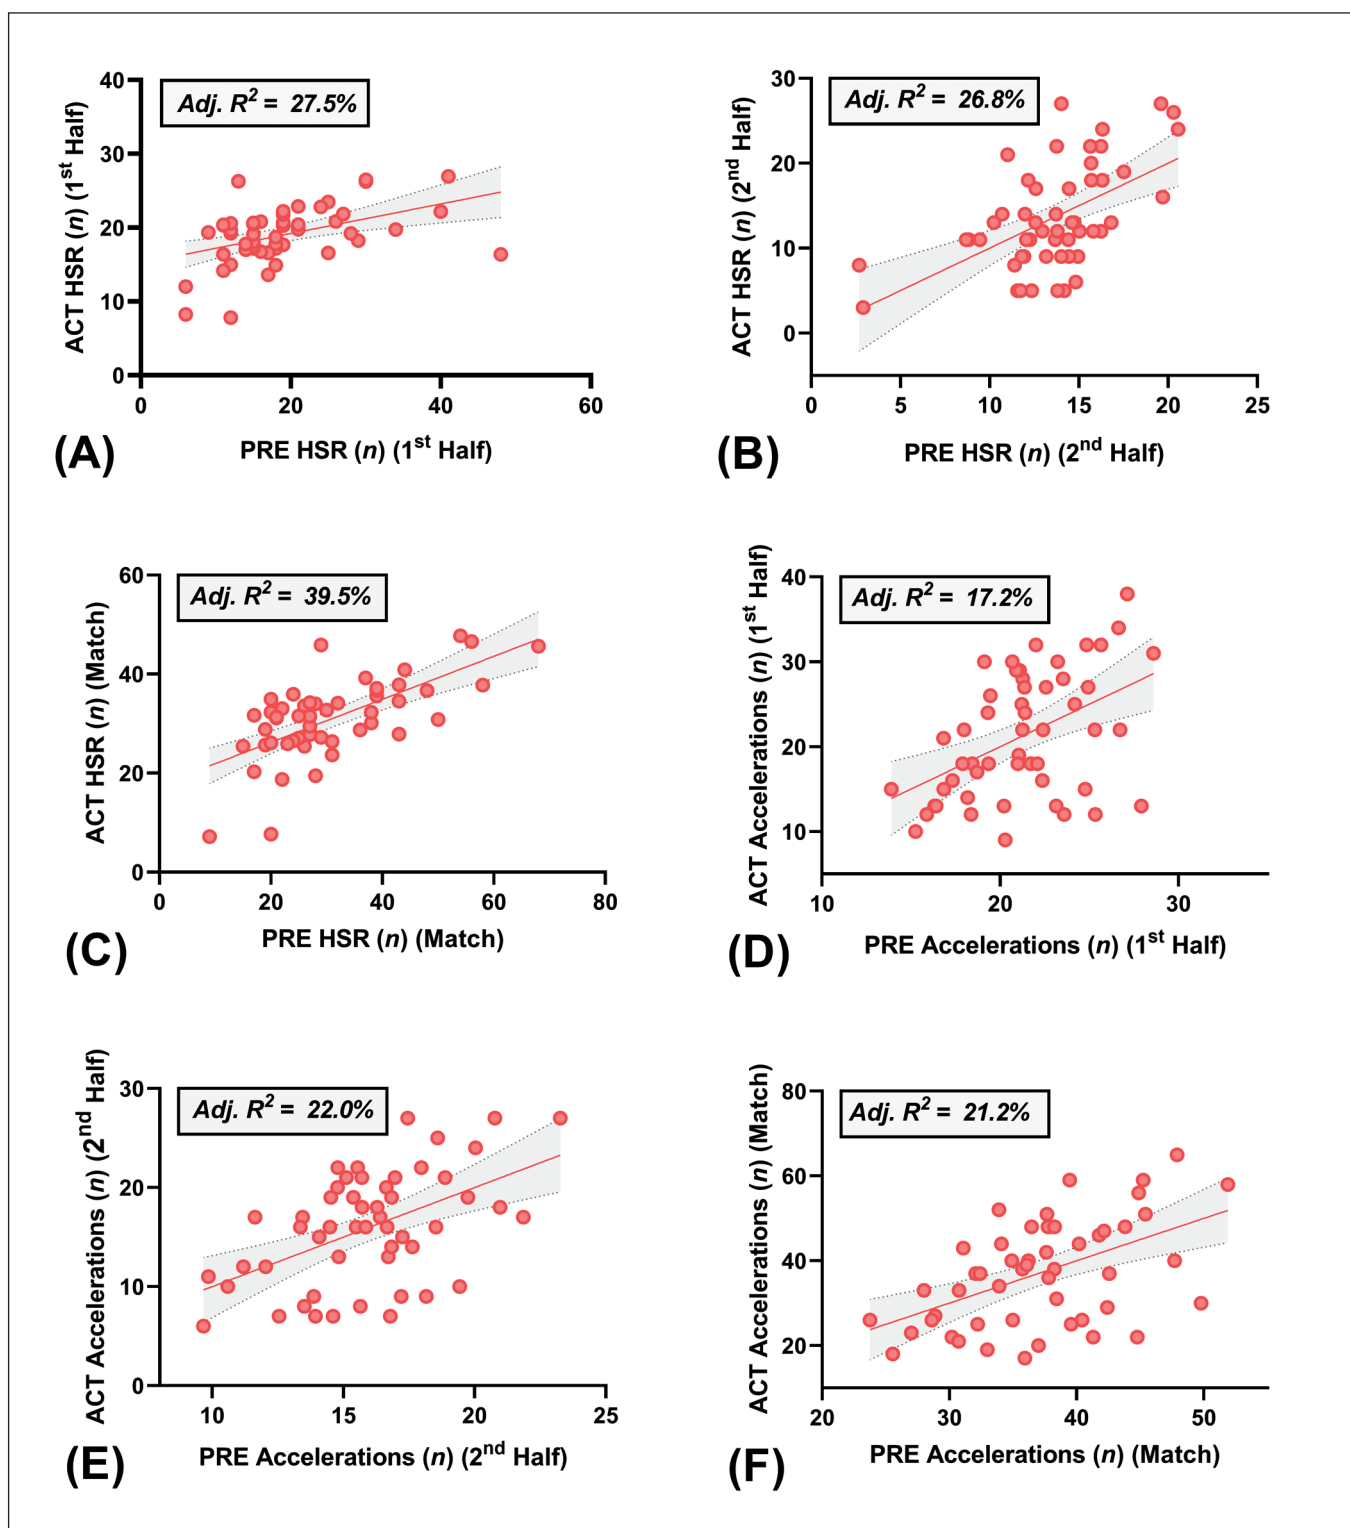 Adj. R² = 27.5%
ACT HSR (n) (1st Half)
40
30
20
10
0
0 20 40 60
PRE HSR (n) (1st Half)
(A)
Adj. R² = 26.8%
ACT HSR (n) (2nd Half)
30
20
10
0
0 5 10 15 20 25
PRE HSR (n) (2nd Half)
(B)
Adj. R² = 39.5%
ACT HSR (n) (Match)
60
40
20
0
0 20 40 60 80
PRE HSR (n) (Match)
(C)
Adj. R² = 17.2%
ACT Accelerations (n) (1st Half)
40
30
20
10
10 20 30
PRE Accelerations (n) (1st Half)
(D)
Adj. R² = 22.0%
ACT Accelerations (n) (2nd Half)
30
20
10
0
10 15 20 25
PRE Accelerations (n) (2nd Half)
(E)
Adj. R² = 21.2%
ACT Accelerations (n) (Match)
80
60
40
20
20 30 40 50
PRE Accelerations (n) (Match)
(F)